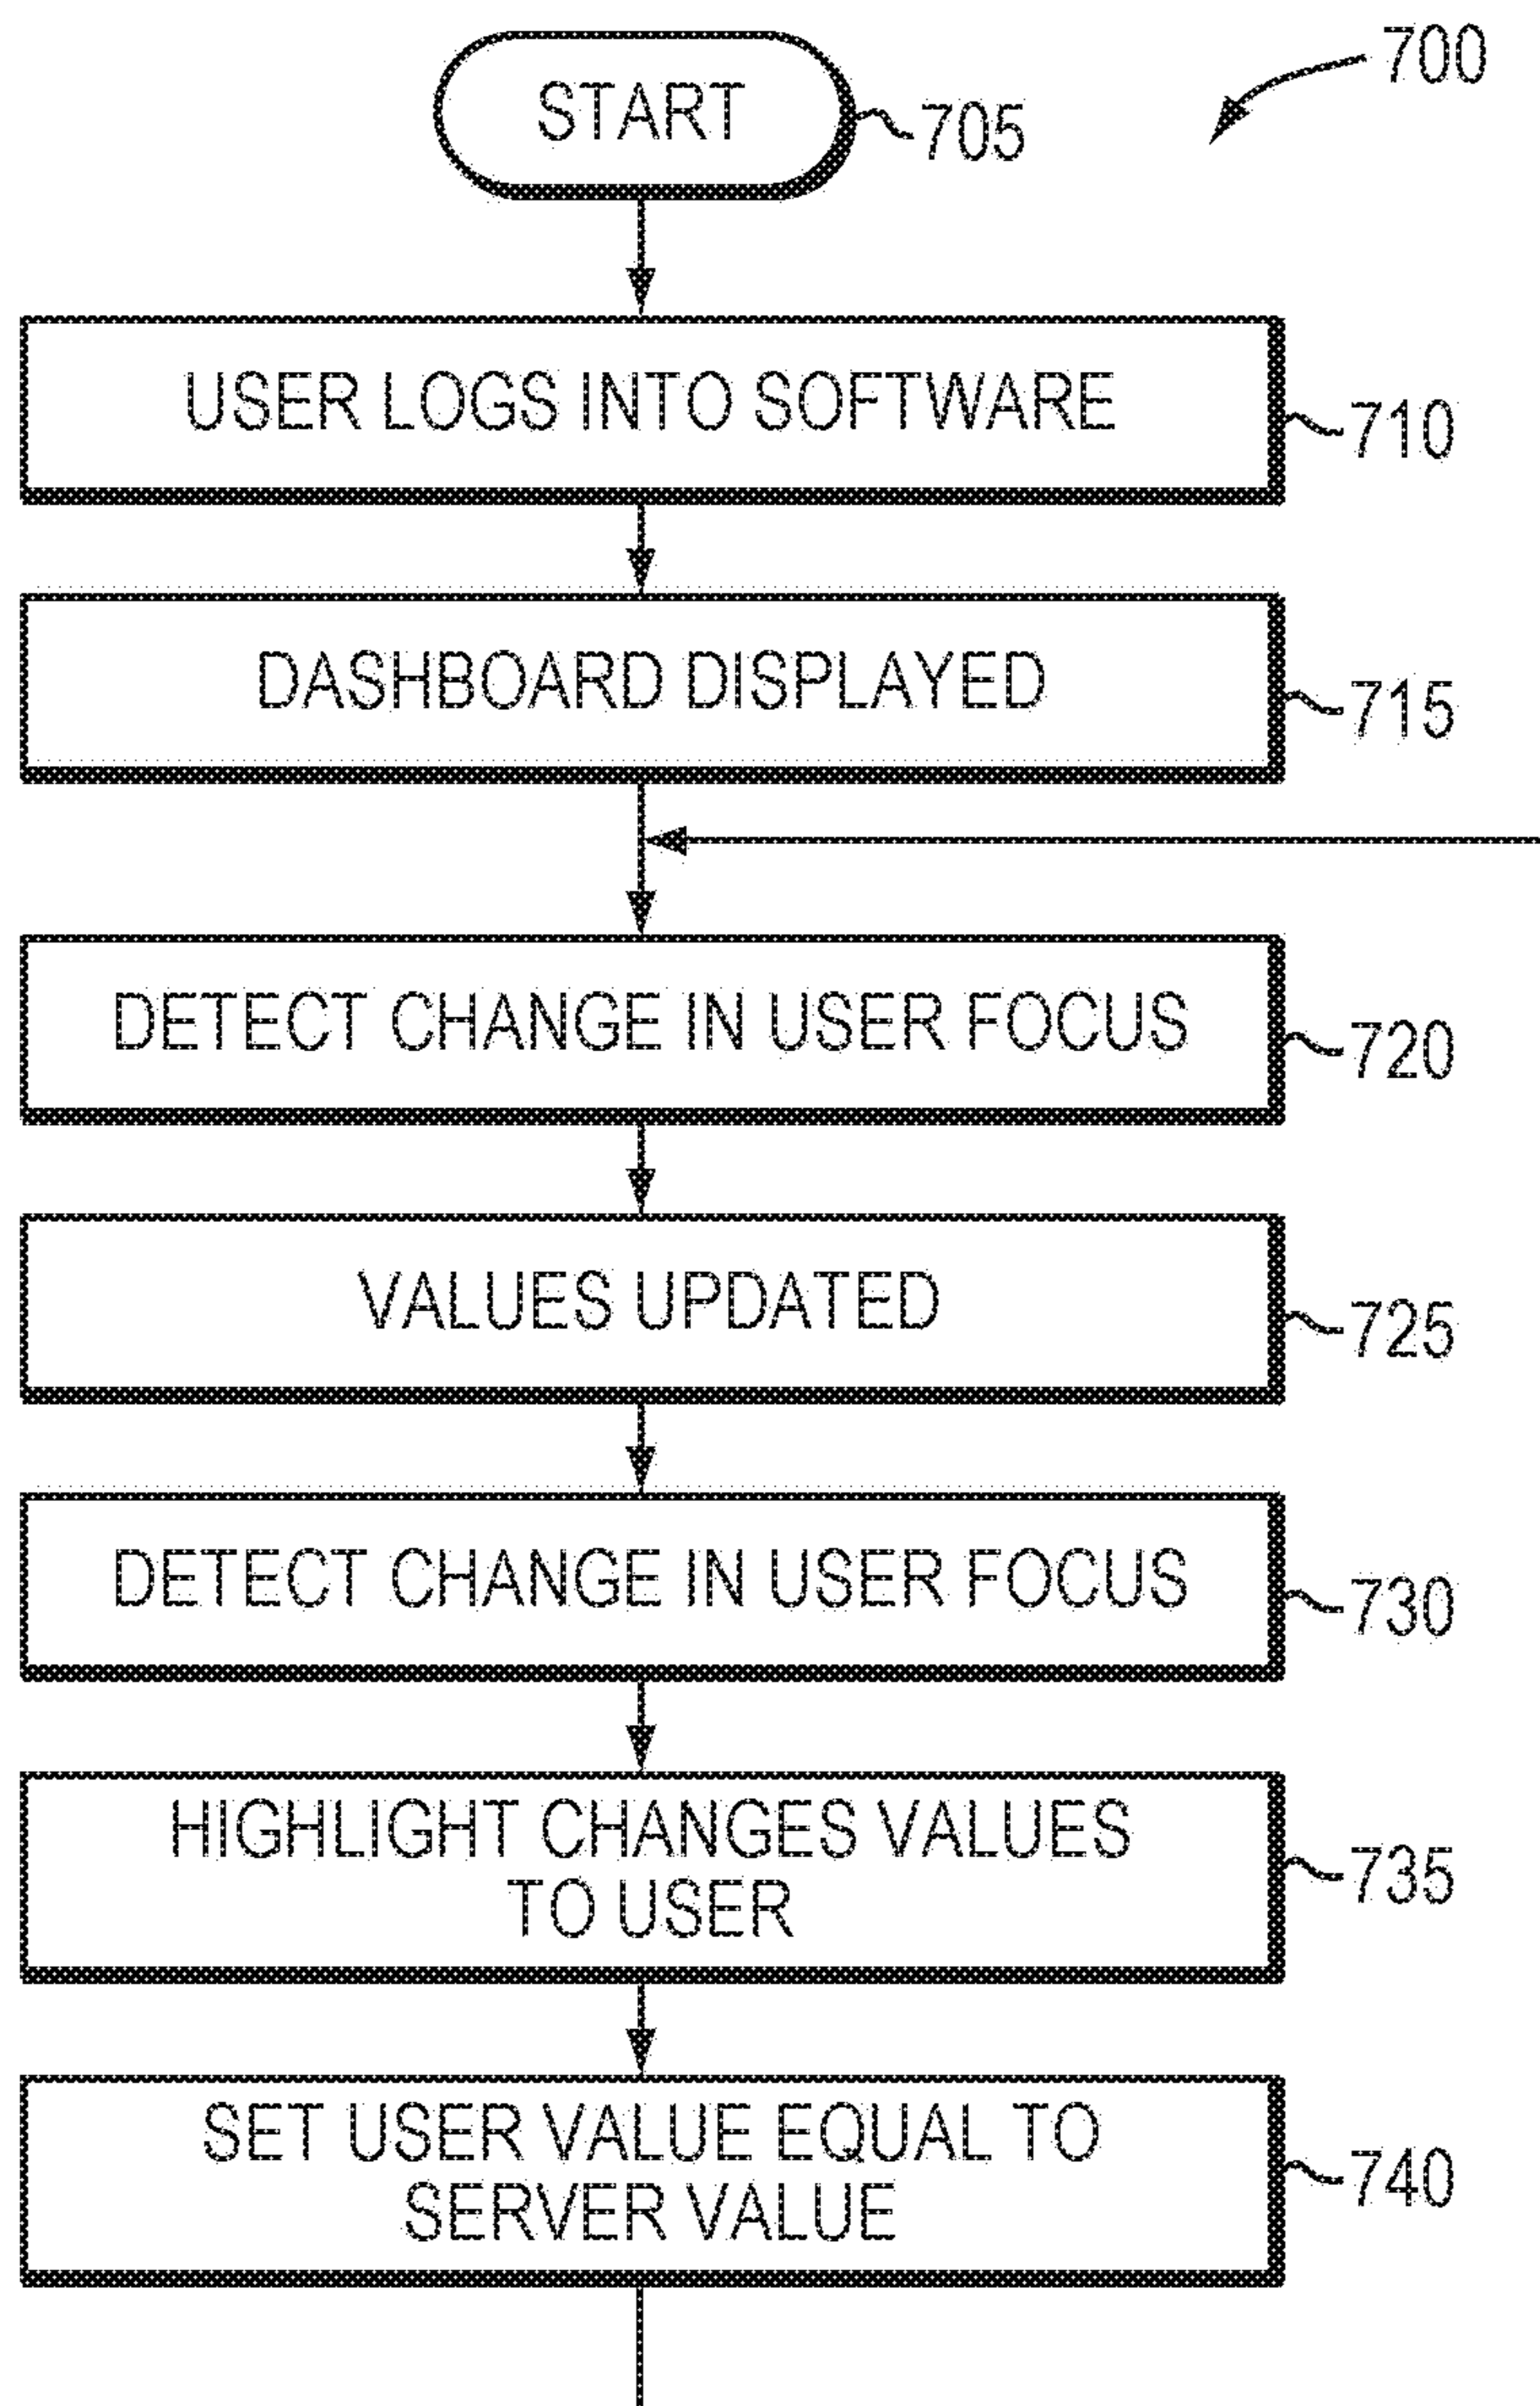 700
START
705
USER LOGS INTO SOFTWARE
710
DASHBOARD DISPLAYED
715
DETECT CHANGE IN USER FOCUS
720
VALUES UPDATED
725
DETECT CHANGE IN USER FOCUS
730
HIGHLIGHT CHANGES VALUES
TO USER
735
SET USER VALUE EQUAL TO
SERVER VALUE
740